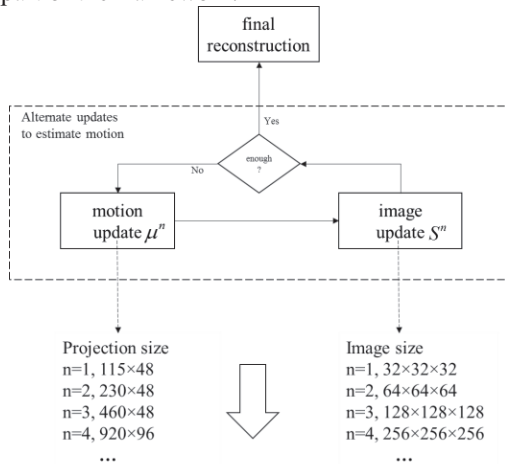 final
reconstruction
Alternate updates
to estimate motion
Yes
enough
?
No
motion
update μⁿ
image
update Sⁿ
Projection size
n=1, 115×48
n=2, 230×48
n=3, 460×48
n=4, 920×96
...
Image size
n=1, 32×32×32
n=2, 64×64×64
n=3, 128×128×128
n=4, 256×256×256
...